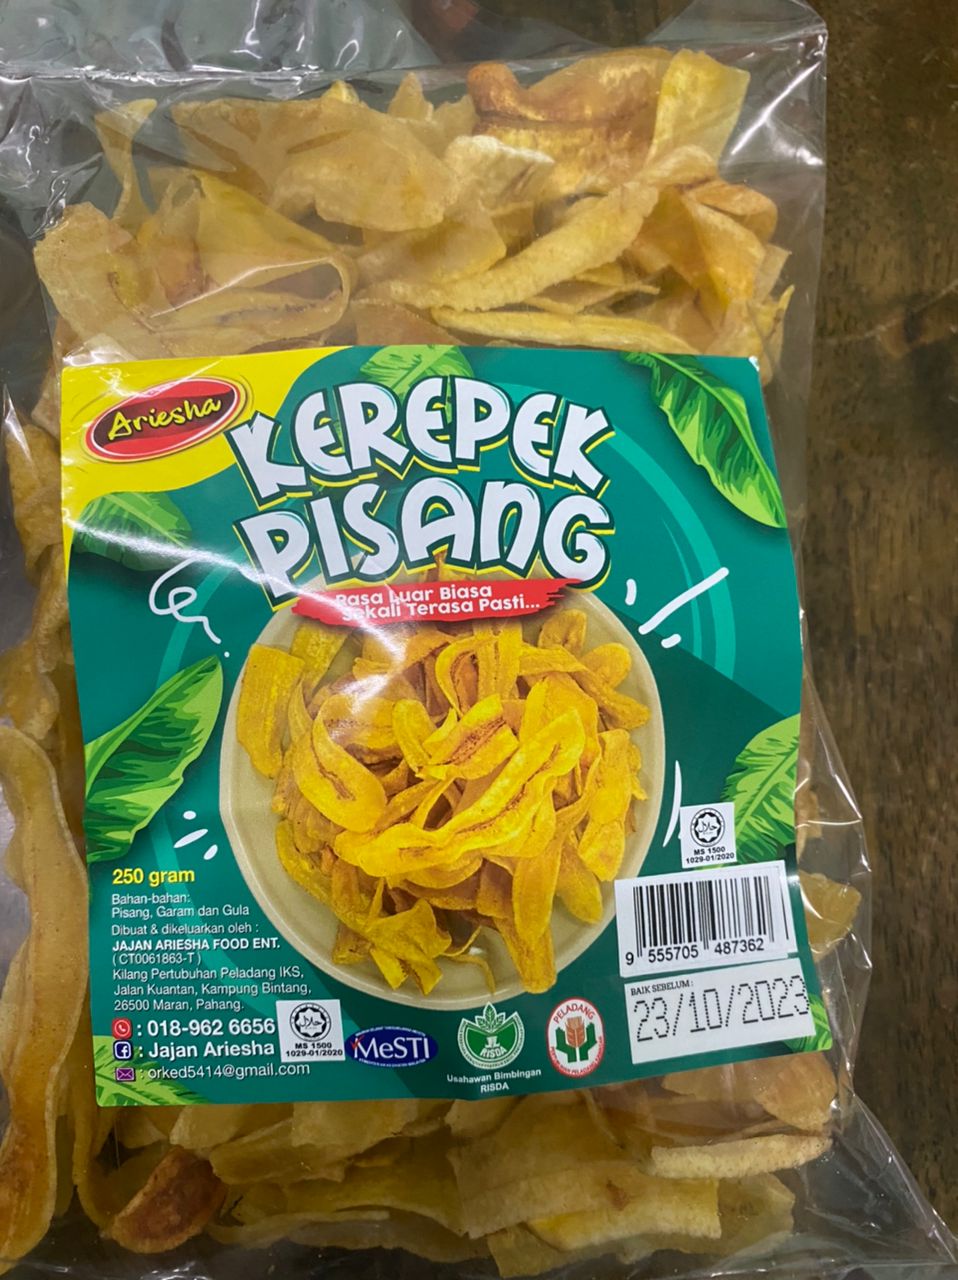 Ariesha
KEREPEK
PISANG
Rasa Luar Biasa
Sekali Terasa Pasti...
250 gram
Bahan-bahan:
Pisang, Garam dan Gula
Dibuat & dikeluarkan oleh :
JAJAN ARIESHA FOOD ENT.
( CT0061863-T )
Kilang Pertubuhan Peladang IKS,
Jalan Kuantan, Kampung Bintang,
26500 Maran, Pahang.
: 018-962 6656
: Jajan Ariesha
: orked5414@gmail.com
حلال
MS 1500
1029-01/2020
MeSTI
RISDA
Usahawan Bimbingan
RISDA
PELADANG
حلال
MS 1500
1029-01/2020
9 555705 487362
BAIK SEBELUM :
23/10/2023